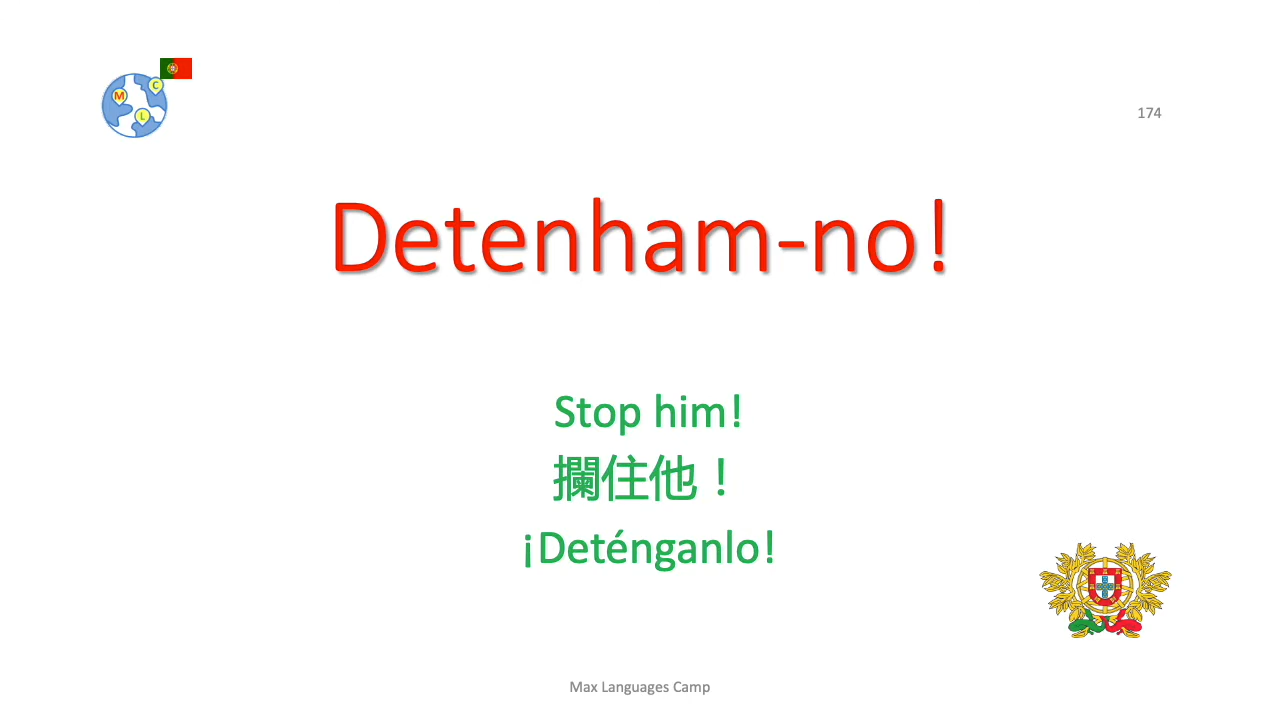 M C L
174
Detenham-no!
Stop him!
攔住他！
¡Deténganlo!
Max Languages Camp